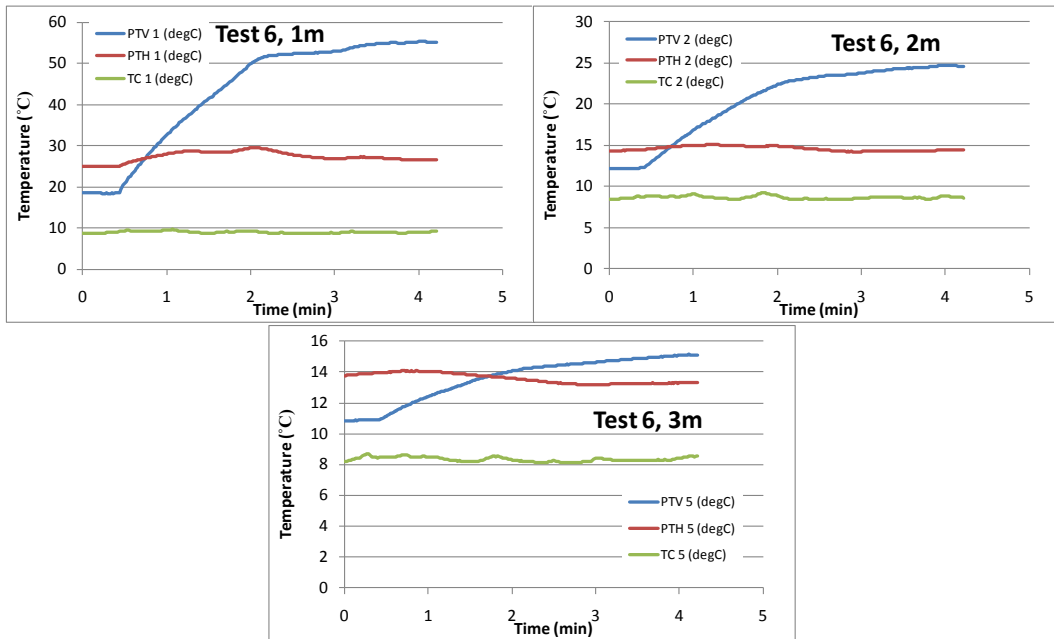 Test 6, 1m
PTV 1 (degC)
PTH 1 (degC)
TC 1 (degC)
Temperature (°C)
60
50
40
30
20
10
0
0 1 2 3 4 5
Time (min)
Test 6, 2m
PTV 2 (degC)
PTH 2 (degC)
TC 2 (degC)
Temperature (°C)
30
25
20
15
10
5
0
0 1 2 3 4 5
Time (min)
Test 6, 3m
PTV 5 (degC)
PTH 5 (degC)
TC 5 (degC)
Temperature (°C)
16
14
12
10
8
6
4
2
0
0 1 2 3 4 5
Time (min)